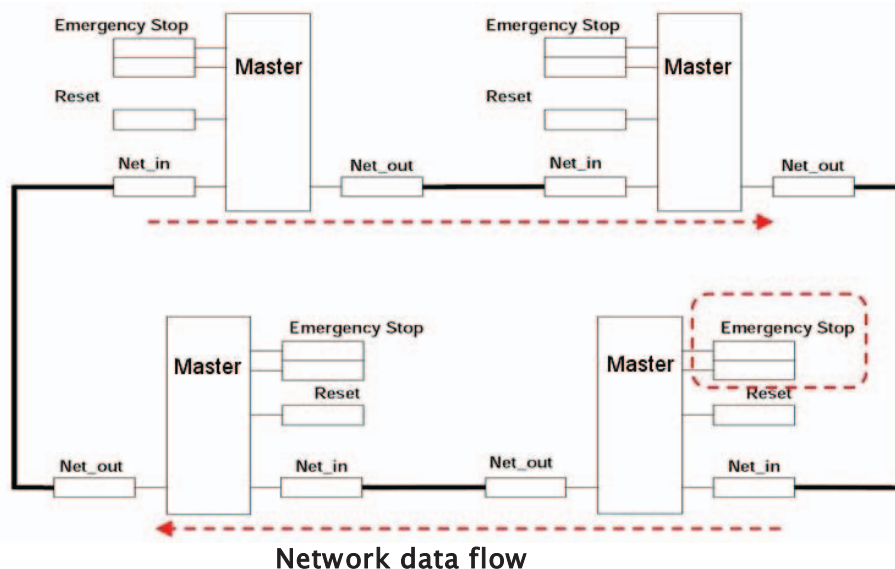 Emergency Stop
Master
Reset
Net_in
Net_out
Emergency Stop
Master
Reset
Net_in
Net_out
Master
Emergency Stop
Reset
Net_out
Net_in
Master
Emergency Stop
Reset
Net_out
Net_in
Network data flow